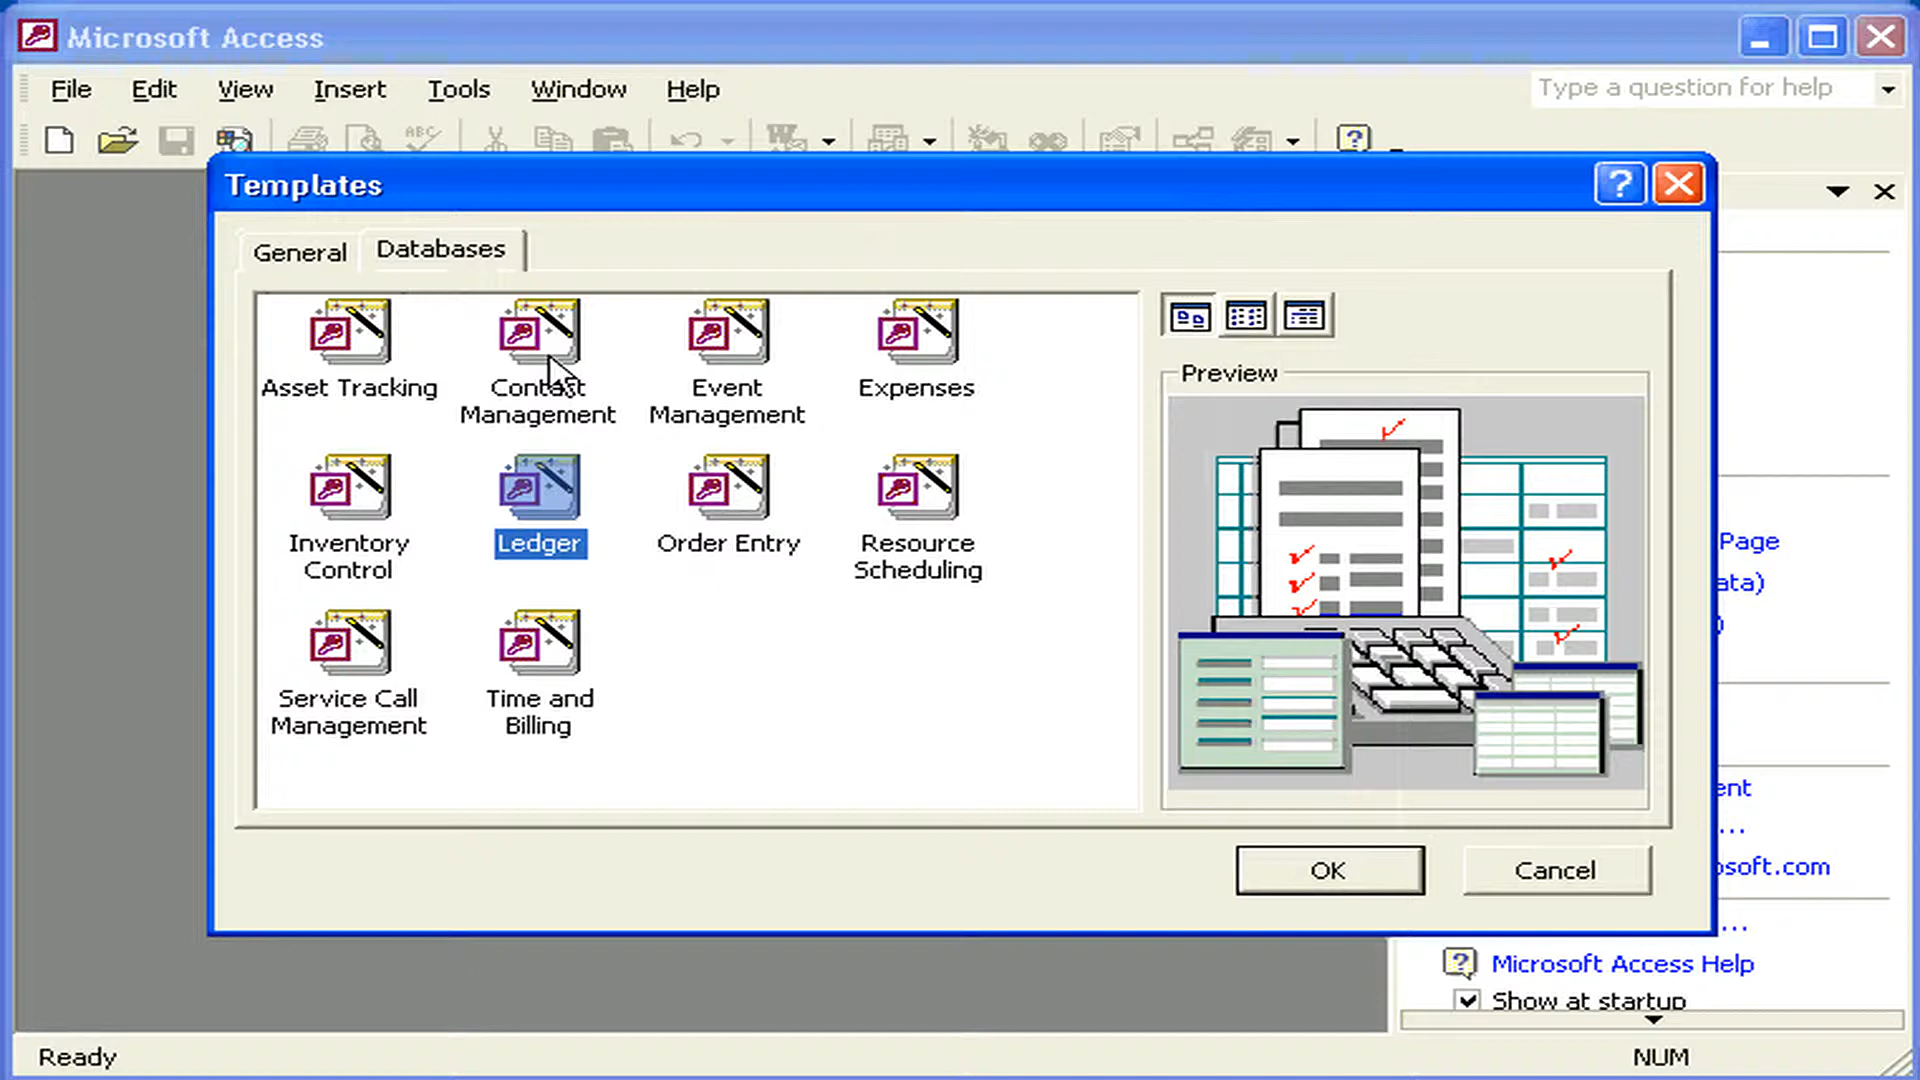 Microsoft Access
File Edit View Insert Tools Window Help
Type a question for help
ABC
W
?
Templates
?
General Databases
Asset Tracking
Contact
Management
Event
Management
Expenses
Inventory
Control
Ledger
Order Entry
Resource
Scheduling
Service Call
Management
Time and
Billing
Preview
Page
ata)
)
ent
...
osoft.com
...
OK Cancel
? Microsoft Access Help
Show at startup
Ready NUM